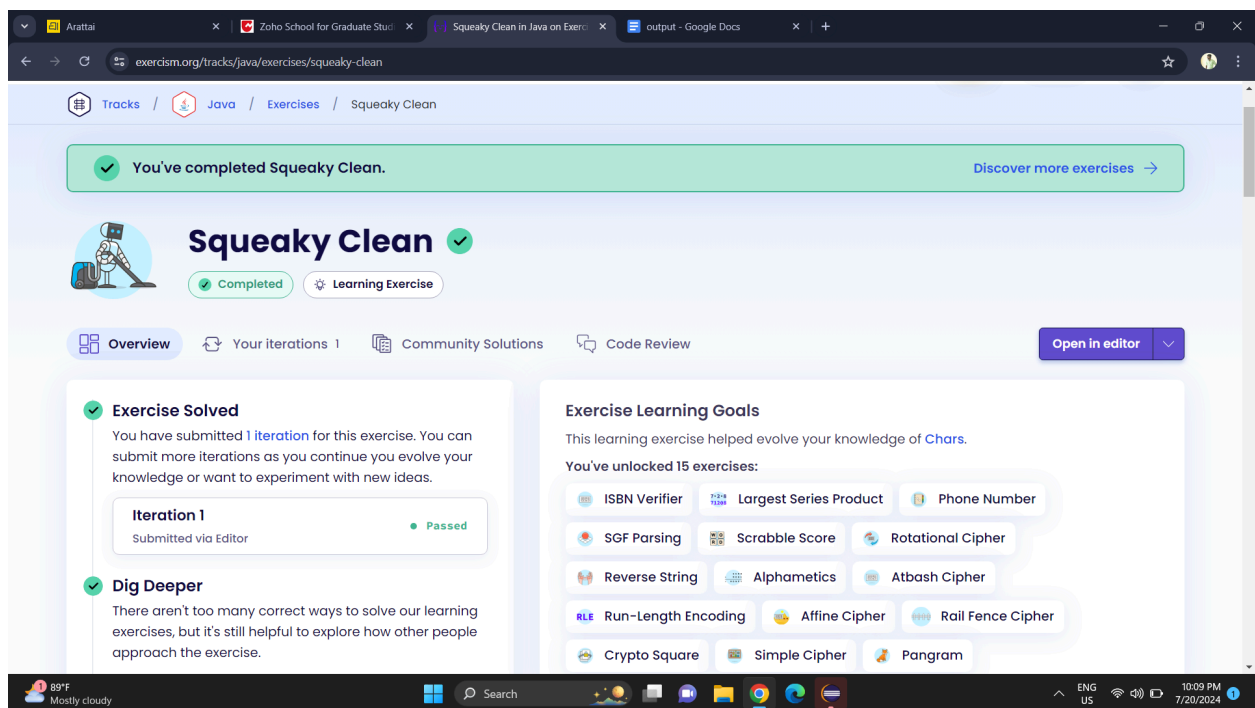 Arattai
Zoho School for Graduate Studi
Squeaky Clean in Java on Exerci
output - Google Docs
exercism.org/tracks/java/exercises/squeaky-clean
Tracks / Java / Exercises / Squeaky Clean
You've completed Squeaky Clean.
Discover more exercises
Squeaky Clean
Completed
Learning Exercise
Overview
Your iterations 1
Community Solutions
Code Review
Open in editor
Exercise Solved
You have submitted 1 iteration for this exercise. You can
submit more iterations as you continue you evolve your
knowledge or want to experiment with new ideas.
Iteration 1
Submitted via Editor
Passed
Dig Deeper
There aren't too many correct ways to solve our learning
exercises, but it's still helpful to explore how other people
approach the exercise.
Exercise Learning Goals
This learning exercise helped evolve your knowledge of Chars.
You've unlocked 15 exercises:
ISBN Verifier
Largest Series Product
Phone Number
SGF Parsing
Scrabble Score
Rotational Cipher
Reverse String
Alphametics
Atbash Cipher
RLE Run-Length Encoding
Affine Cipher
Rail Fence Cipher
Crypto Square
Simple Cipher
Pangram
1
89°F
Mostly cloudy
Search
ENG
US
10:09 PM
7/20/2024
1